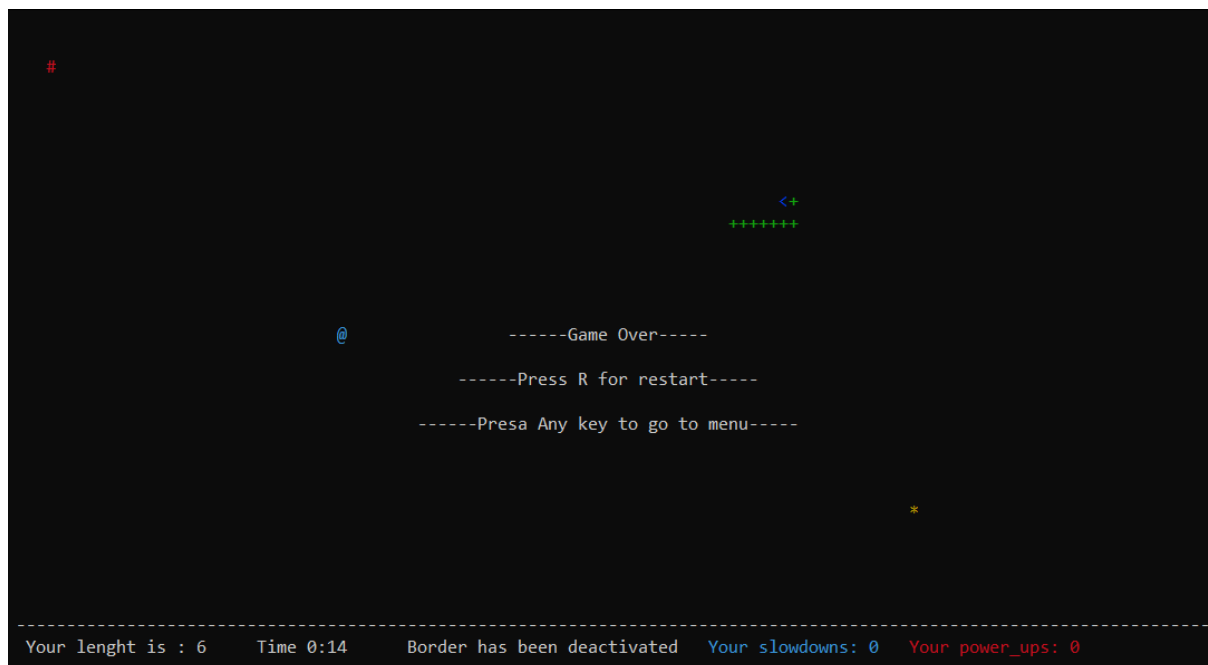 #
<+
+++++++
@ ------Game Over-----
------Press R for restart-----
------Presa Any key to go to menu-----
*
-----------------------------------------------------------------------------------------------------------------------
Your lenght is : 6 Time 0:14 Border has been deactivated Your slowdowns: 0 Your power_ups: 0